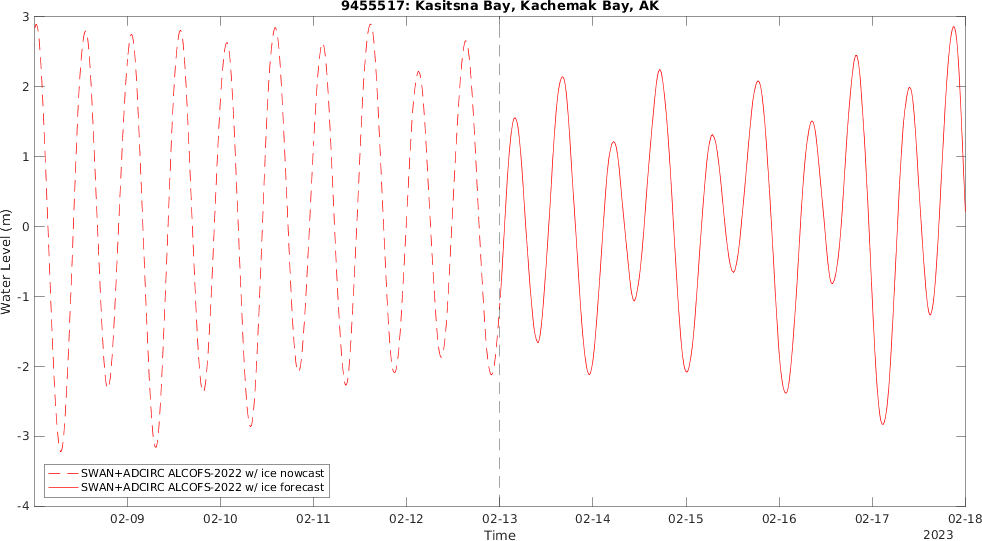 9455517: Kasitsna Bay, Kachemak Bay, AK
Water Level (m)
3
2
1
0
-1
-2
-3
-4
SWAN+ADCIRC ALCOFS-2022 w/ ice nowcast
SWAN+ADCIRC ALCOFS-2022 w/ ice forecast
02-09 02-10 02-11 02-12 02-13 02-14 02-15 02-16 02-17 02-18
Time
2023